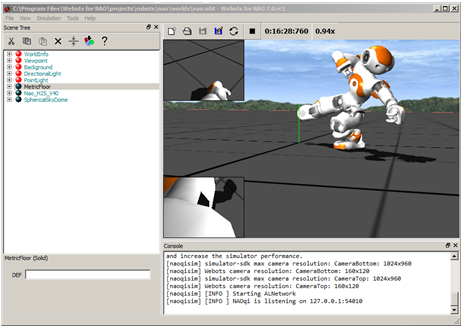 C:\Program Files\Webots for NAO\projects\robots\nao\worlds\nao.wbt - Webots for NAO 7.0.rc3
File Edit View Simulation Tools Help
Scene Tree
0:16:28:760 0.94x
WorldInfo
Viewpoint
Background
DirectionalLight
PointLight
MetricFloor
Nao_H25_V40
SphericalSkyDome
MetricFloor (Solid)
DEF
Console
and increase the simulator performance.
[naoqisim] simulator-sdk max camera resolution: CameraBottom: 1024x960
[naoqisim] Webots camera resolution: CameraBottom: 160x120
[naoqisim] simulator-sdk max camera resolution: CameraTop: 1024x960
[naoqisim] Webots camera resolution: CameraTop: 160x120
[naoqisim] [INFO ] Starting ALNetwork
[naoqisim] [INFO ] NAOqi is listening on 127.0.0.1:54010